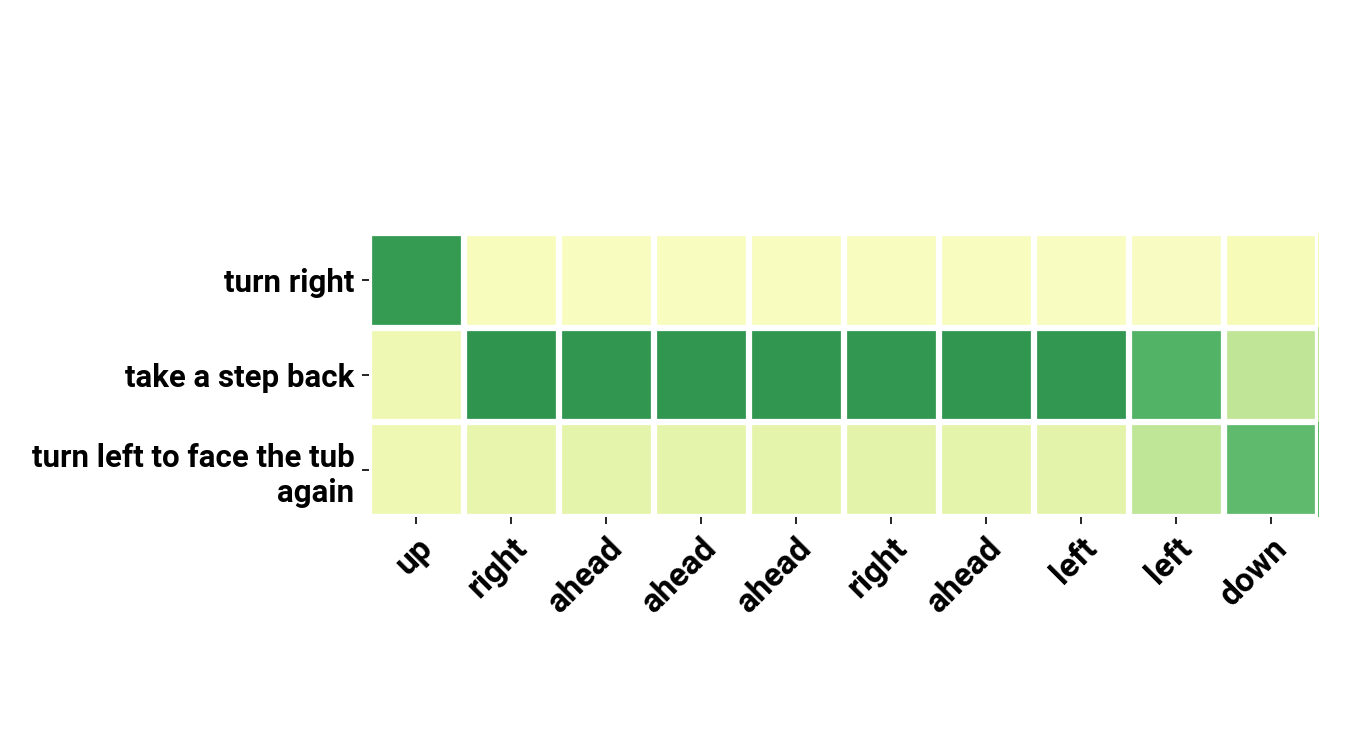 turn right
take a step back
turn left to face the tub
again
up
right
ahead
ahead
ahead
right
ahead
left
left
down